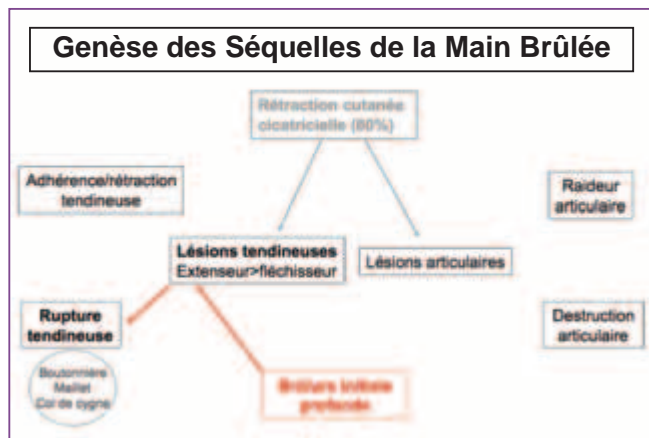 Genèse des Séquelles de la Main Brûlée
Rétraction cutanée
cicatricielle (80%)
Adhérence/rétraction
tendineuse
Raideur
articulaire
Lésions tendineuses
Extenseur>fléchisseur
Lésions articulaires
Rupture
tendineuse
Destruction
articulaire
Boutonnière
Maillet
Col de cygne
Brûlure initiale
profonde